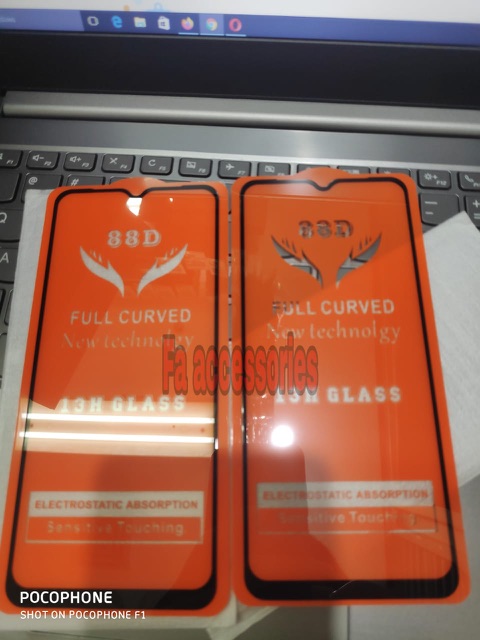 88D
FULL CURVED
New technology
13H GLASS
ELECTROSTATIC ABSORPTION
Sensitive Touching
88D
FULL CURVED
New technolgy
13H GLASS
ELECTROSTATIC ABSORPTION
Sensitive Touching
Fa accessories
POCOPHONE
SHOT ON POCOPHONE F1